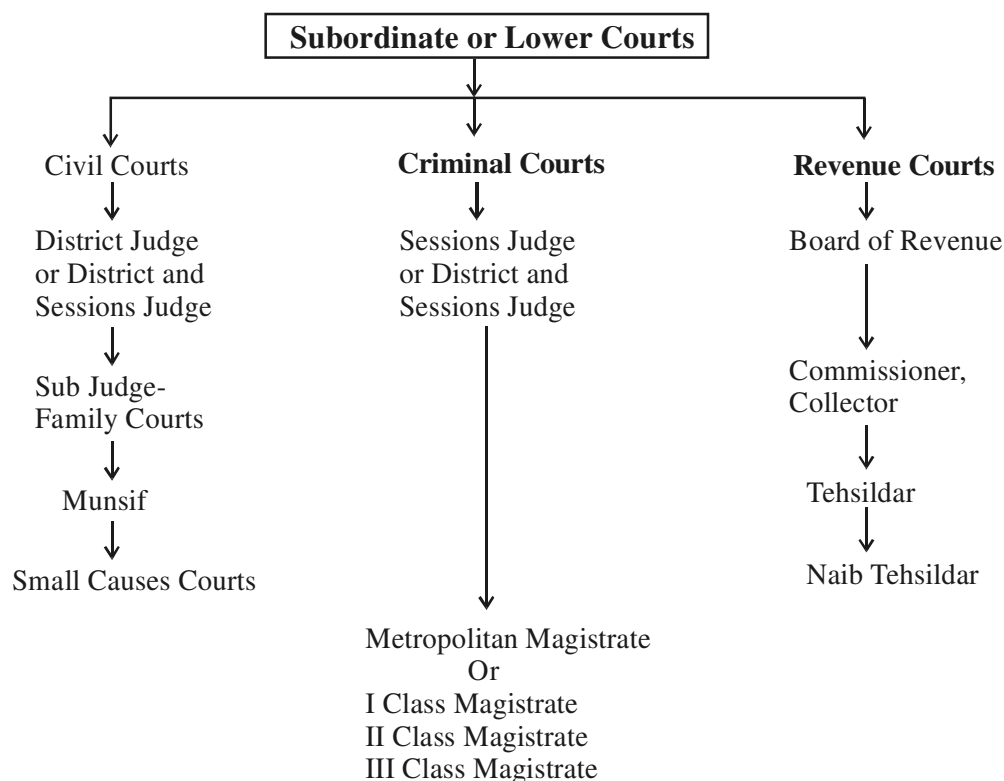 Subordinate or Lower Courts
Civil Courts
District Judge
or District and
Sessions Judge
Sub Judge-
Family Courts
Munsif
Small Causes Courts
Criminal Courts
Sessions Judge
or District and
Sessions Judge
Metropolitan Magistrate
Or
I Class Magistrate
II Class Magistrate
III Class Magistrate
Revenue Courts
Board of Revenue
Commissioner,
Collector
Tehsildar
Naib Tehsildar